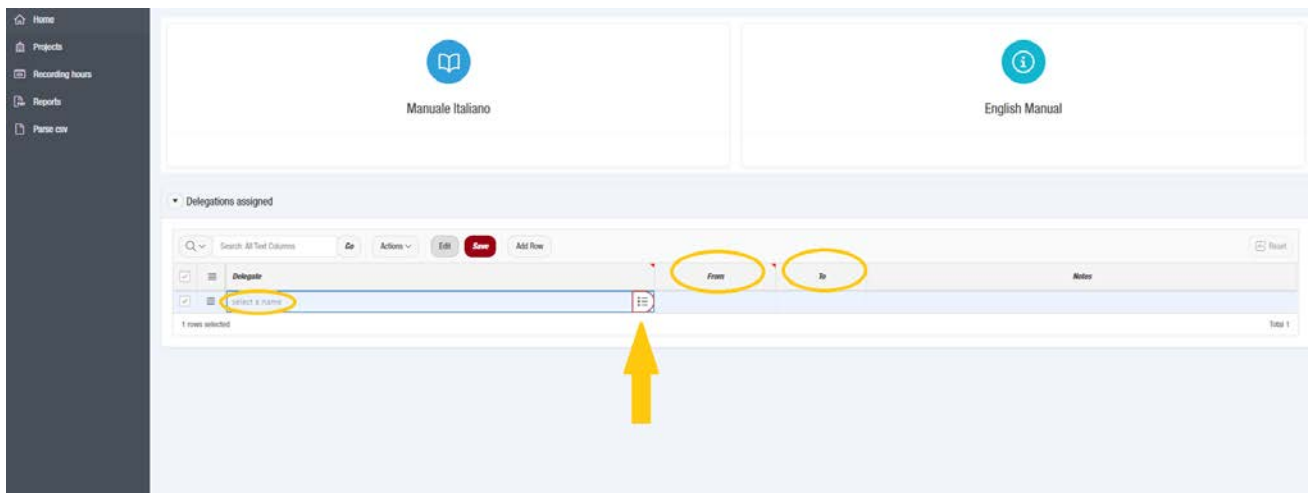 Home
Projects
Recording hours
Reports
Parse csv
Manuale Italiano
English Manual
Delegations assigned
Search: All Text Columns Go Actions Edit Save Add Row Reset
Delegate From To Notes
select a name
1 rows selected Total 1